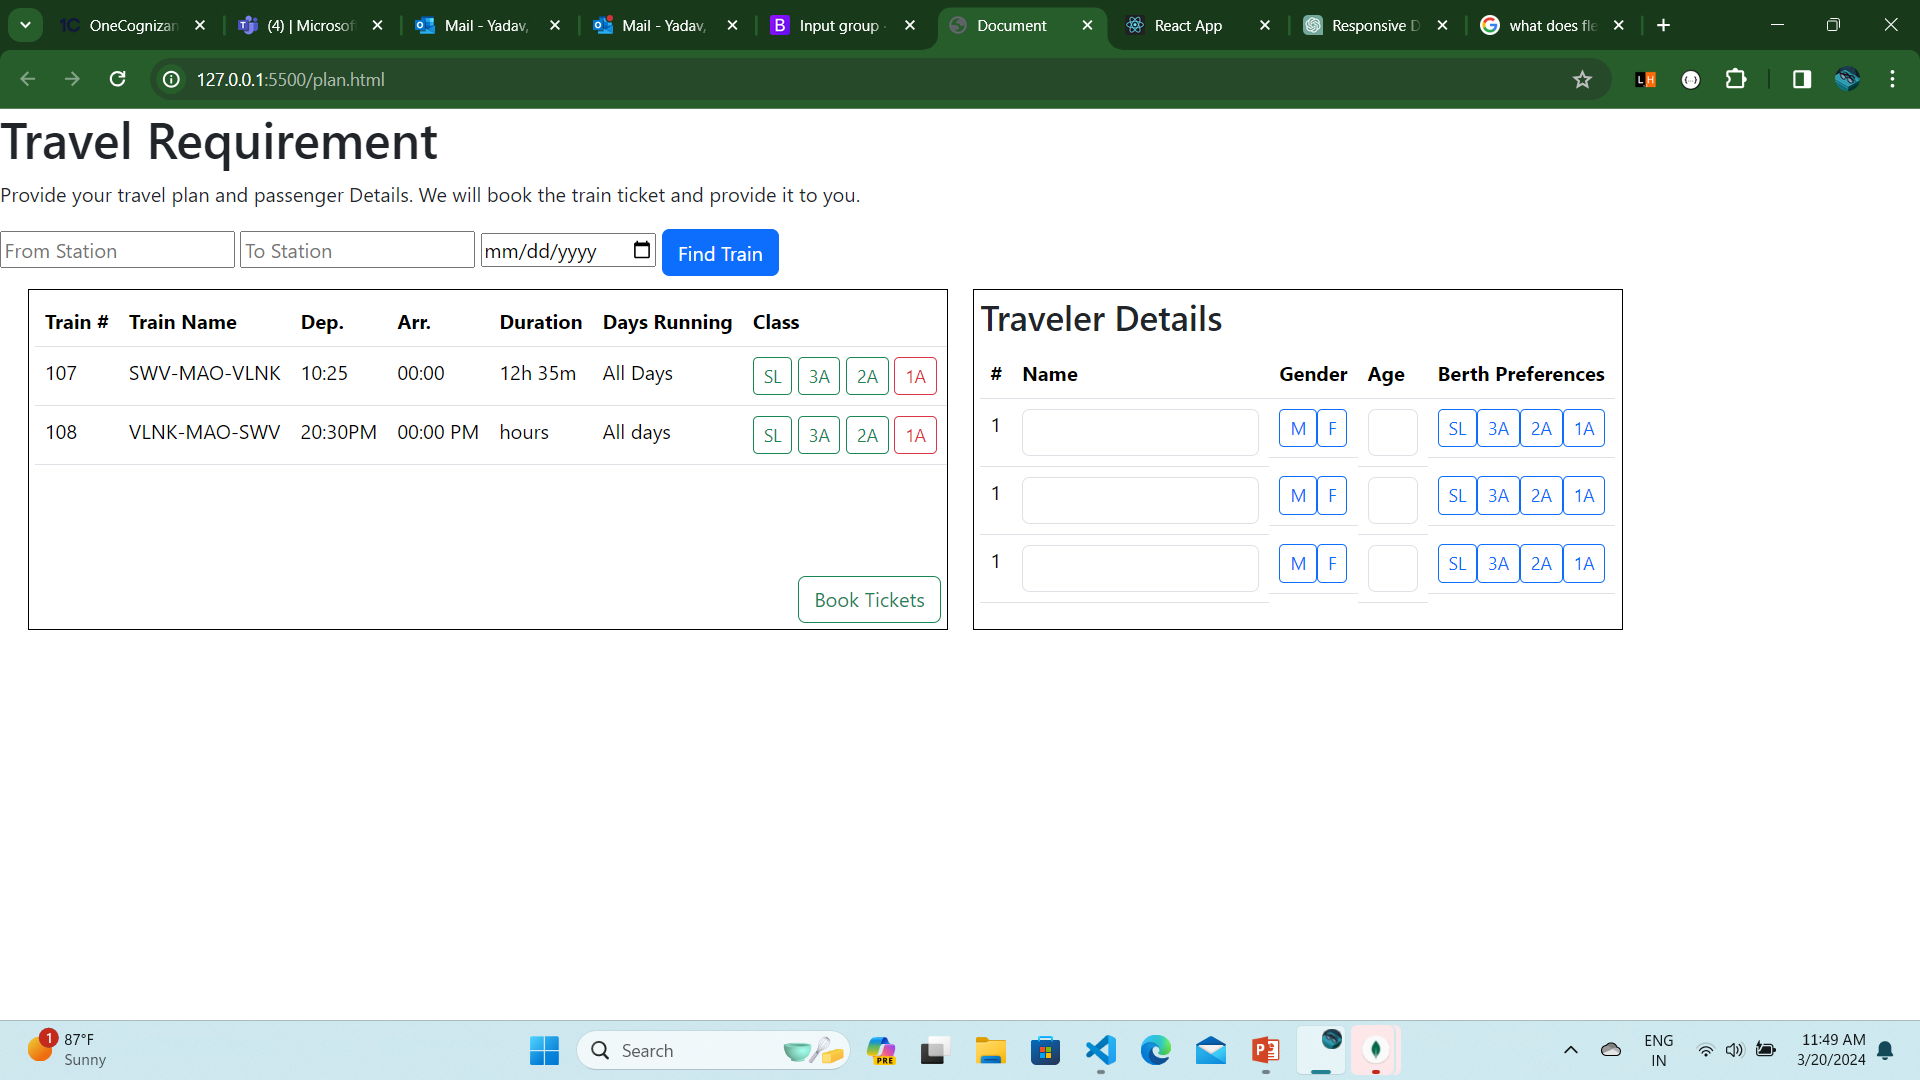 1C OneCognizan
(4) | Microsoft
Mail - Yadav,
Mail - Yadav,
B Input group -
Document
React App
Responsive D
what does fle
127.0.0.1:5500/plan.html
Travel Requirement
Provide your travel plan and passenger Details. We will book the train ticket and provide it to you.
From Station To Station mm/dd/yyyy Find Train
Train # Train Name Dep. Arr. Duration Days Running Class
107 SWV-MAO-VLNK 10:25 00:00 12h 35m All Days SL 3A 2A 1A
108 VLNK-MAO-SWV 20:30PM 00:00 PM hours All days SL 3A 2A 1A
Book Tickets
Traveler Details
# Name Gender Age Berth Preferences
1 M F SL 3A 2A 1A
1 M F SL 3A 2A 1A
1 M F SL 3A 2A 1A
1 87°F
Sunny
Search
PRE
ENG
IN
11:49 AM
3/20/2024